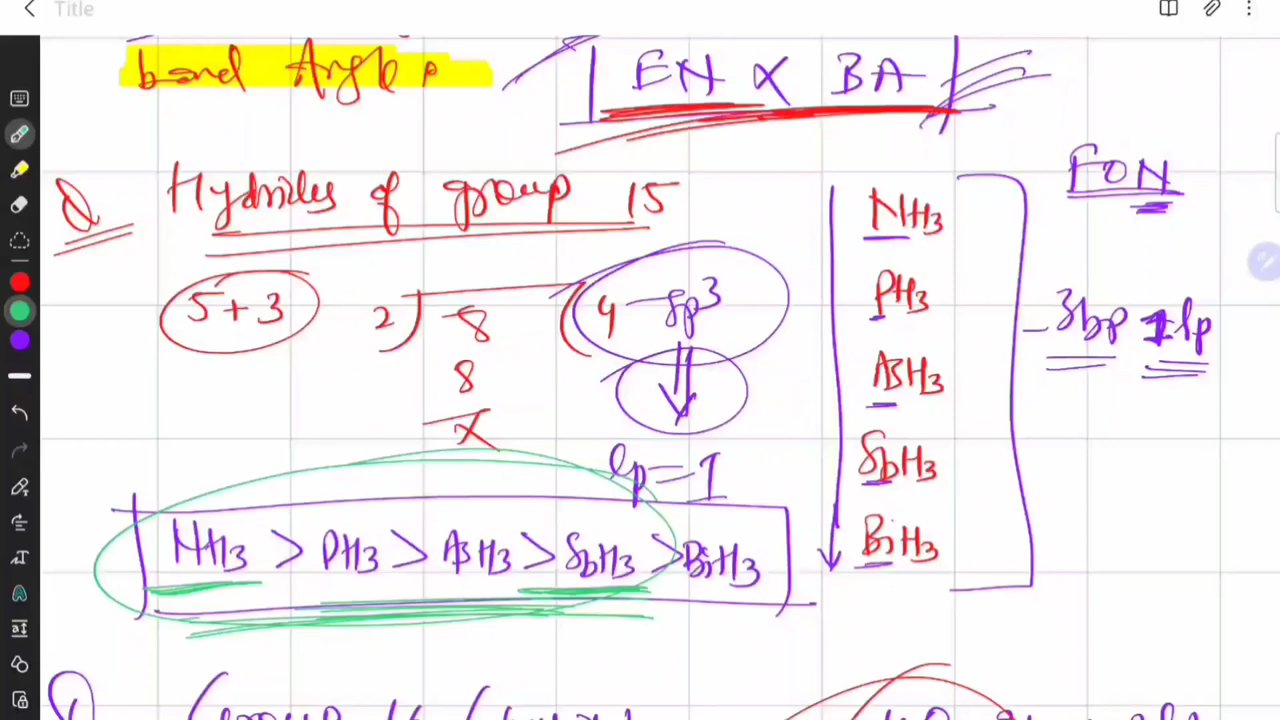 Title
bond Angle
EN ∝ BA
Q Hydrides of group 15
FON
NH3
5+3
2) 8 (4 - sp3
8
x
PH3
- 3bp 1lp
AsH3
lp = 1
SbH3
NH3 > PH3 > AsH3 > SbH3 > BiH3
BiH3